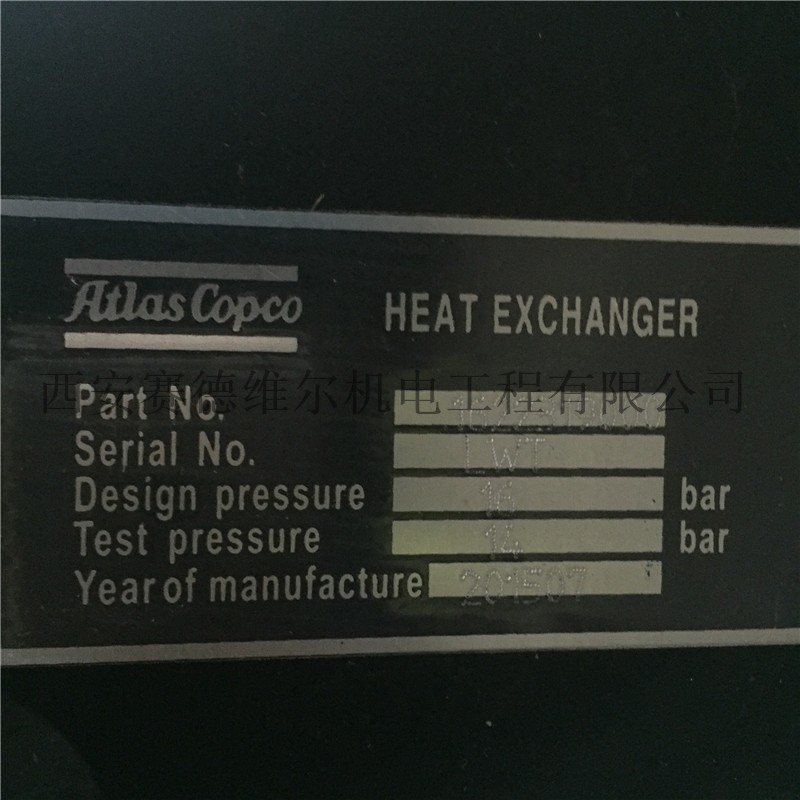 Atlas Copco
HEAT EXCHANGER
西安赛德维尔机电工程有限公司
Part No.
Serial No. LWT
Design pressure 16 bar
Test pressure 14 bar
Year of manufacture 201507